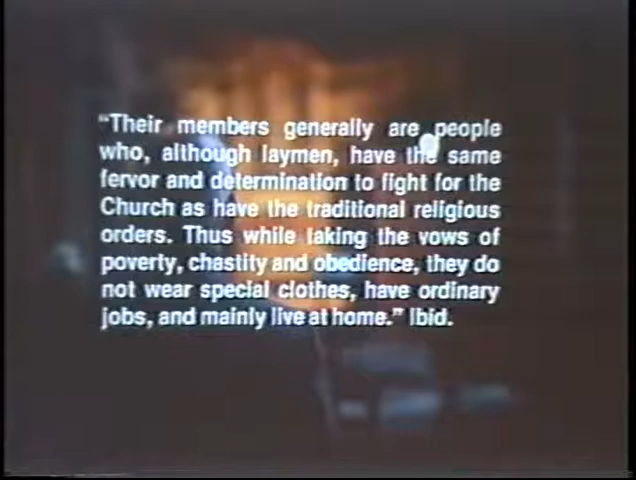 "Their members generally are people
who, although laymen, have the same
fervor and determination to fight for the
Church as have the traditional religious
orders. Thus while taking the vows of
poverty, chastity and obedience, they do
not wear special clothes, have ordinary
jobs, and mainly live at home." Ibid.